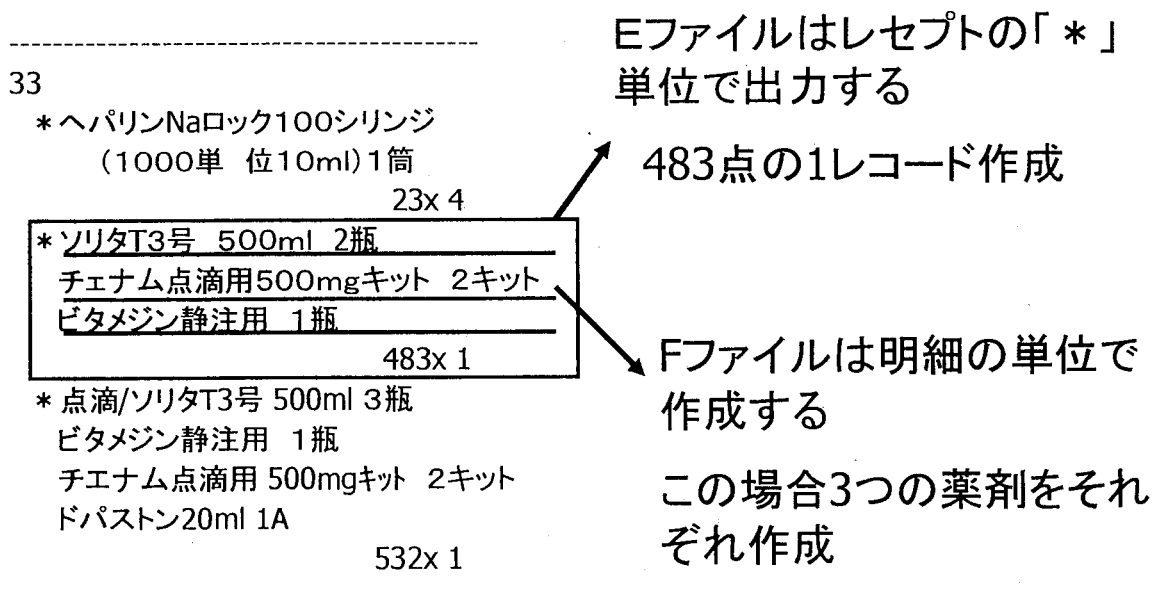 33
*ヘパリンNaロック100シリンジ
(1000単 位10ml)1筒
23x 4
*ソリタT3号 500ml 2瓶
チェナム点滴用500mgキット 2キット
ビタメジン静注用 1瓶
483x 1
*点滴/ソリタT3号 500ml 3瓶
ビタメジン静注用 1瓶
チエナム点滴用 500mgキット 2キット
ドパストン20ml 1A
532x 1
Eファイルはレセプトの「*」
単位で出力する
483点の1レコード作成
Fファイルは明細の単位で
作成する
この場合3つの薬剤をそれ
ぞれ作成